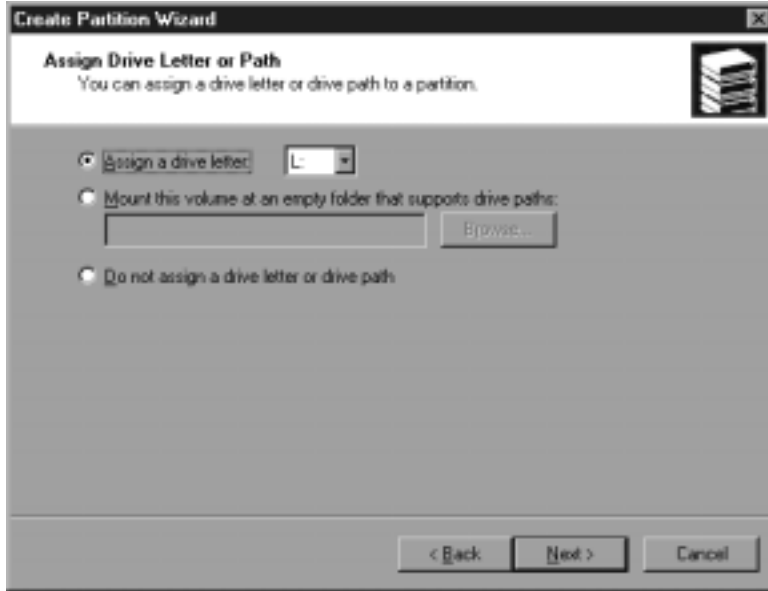 Create Partition Wizard
Assign Drive Letter or Path
You can assign a drive letter or drive path to a partition.
Assign a drive letter: L:
Mount this volume at an empty folder that supports drive paths:
Browse...
Do not assign a drive letter or drive path
< Back Next > Cancel